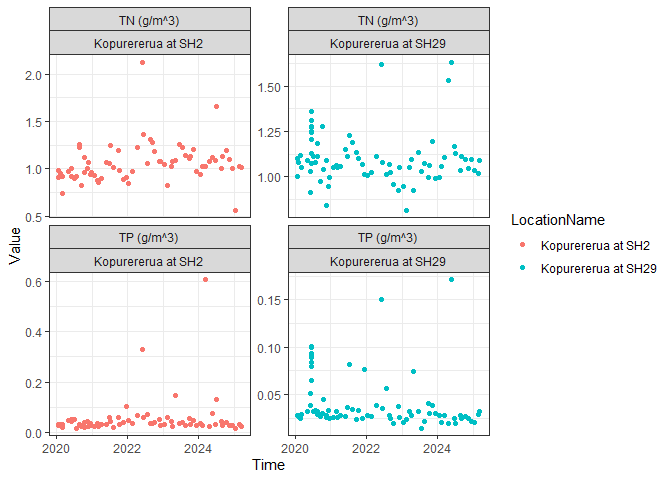 TN (g/m^3)
TN (g/m^3)
Kopurererua at SH2
Kopurererua at SH29
2.0
1.5
1.0
0.5
1.50
1.25
1.00
TP (g/m^3)
TP (g/m^3)
Kopurererua at SH2
Kopurererua at SH29
0.6
0.4
0.2
0.0
0.15
0.10
0.05
2020
2022
2024
2020
2022
2024
Value
Time
LocationName
Kopurererua at SH2
Kopurererua at SH29